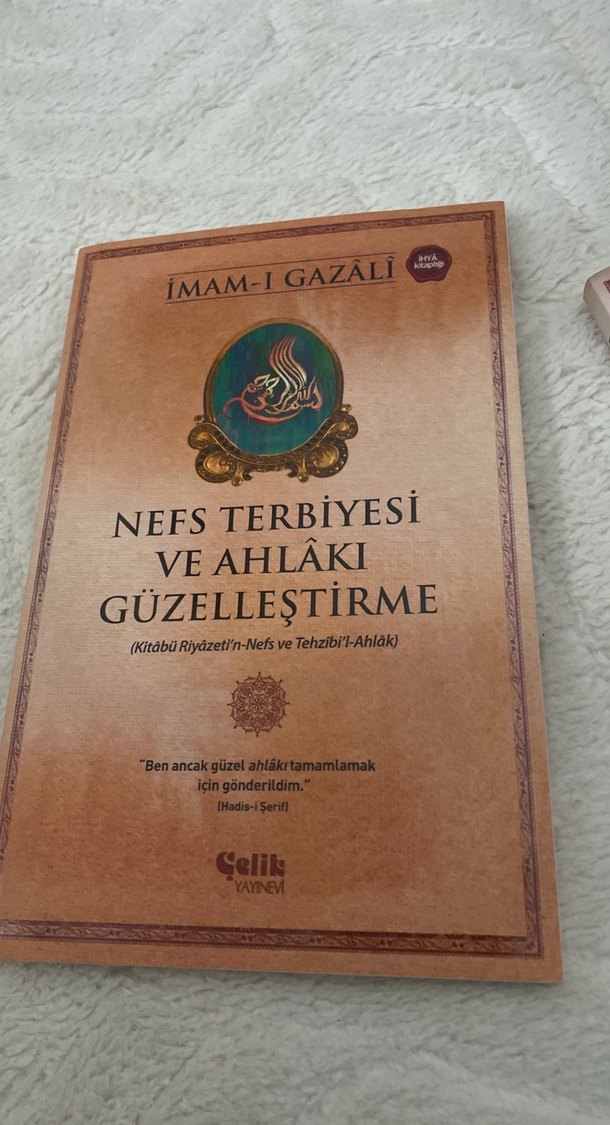 İMAM-I GAZÂLÎ
İHYÂ
kitaplığı
NEFS TERBİYESİ
VE AHLÂKI
GÜZELLEŞTİRME
(Kitâbü Riyâzeti’n-Nefs ve Tehzîbi’l-Ahlâk)
“Ben ancak güzel ahlâkı tamamlamak
için gönderildim.”
(Hadis-i Şerif)
Çelik
YAYINEVİ